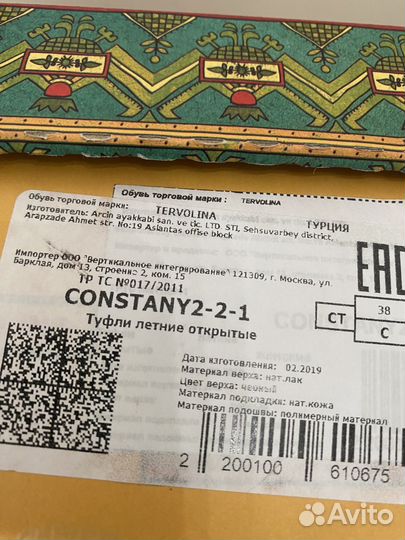 Обувь торговой марки : TERVOLINA
Обувь торговой марки: TERVOLINA ТУРЦИЯ
Изготовитель: Arcin ayakkabi san. ve tic. LTD. STI, Sehsuvarbey district,
Arapzade Ahmet str. No:19 Aslantas offise block
Импортер ООО "Вертикальное интегрирование" 121309, г. Москва, ул.
Барклая, дом 13, строение 2, ком. 15
ТР ТС №017/2011
EAC
CONSTANY2-2-1
Туфли летние открытые
СТ 38
С
Дата изготовления : 02.2019
Материал верха: нат.лак
Цвет верха: черный
Материал подкладки: нат.кожа
Материал подошвы: полимерный материал
2 200100 610675
Avito